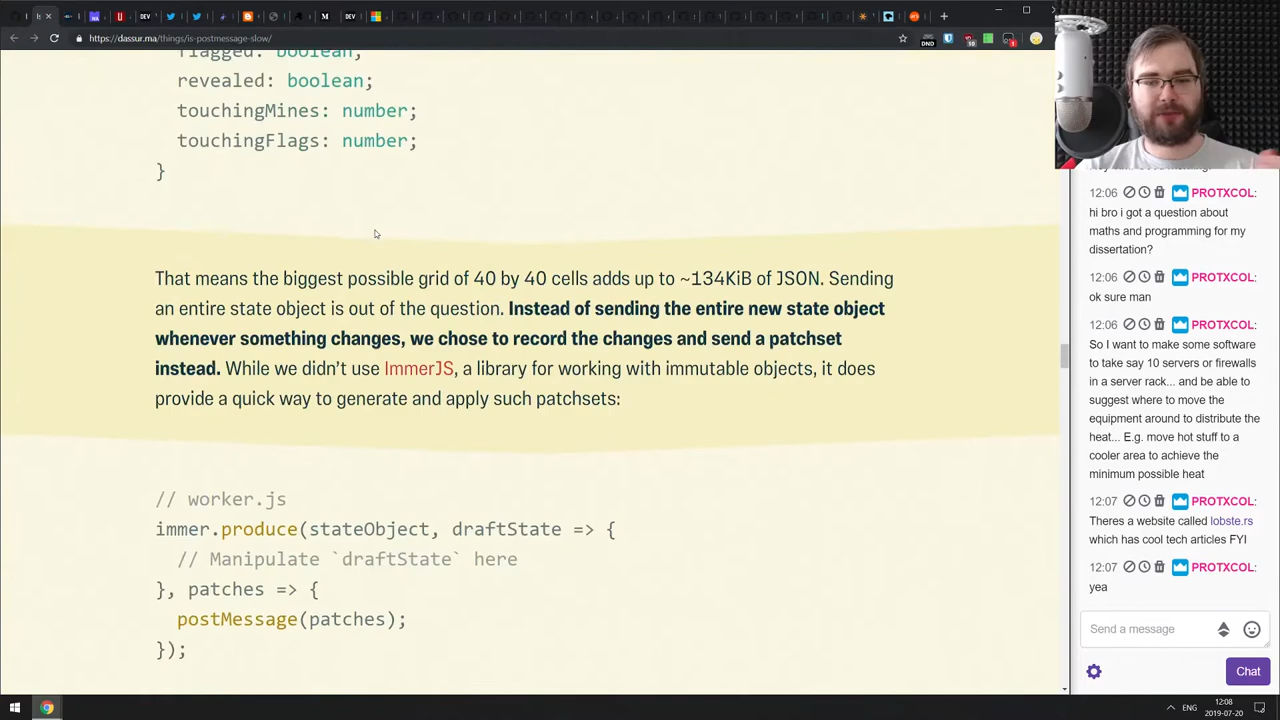 https://dassur.ma/things/is-postmessage-slow/
flagged: boolean;
revealed: boolean;
touchingMines: number;
touchingFlags: number;
}
That means the biggest possible grid of 40 by 40 cells adds up to ~134KiB of JSON. Sending
an entire state object is out of the question. Instead of sending the entire new state object
whenever something changes, we chose to record the changes and send a patchset
instead. While we didn’t use ImmerJS, a library for working with immutable objects, it does
provide a quick way to generate and apply such patchsets:
// worker.js
immer.produce(stateObject, draftState => {
// Manipulate `draftState` here
}, patches => {
postMessage(patches);
});
12:06 PROTXCOL:
hi bro i got a question about
maths and programming for my
dissertation?
12:06 PROTXCOL:
ok sure man
12:06 PROTXCOL:
So I want to make some software
to take say 10 servers or firewalls
in a server rack... and be able to
suggest where to move the
equipment around to distribute the
heat... E.g. move hot stuff to a
cooler area to achieve the
minimum possible heat
12:07 PROTXCOL:
Theres a website called lobste.rs
which has cool tech articles FYI
12:07 PROTXCOL:
yea
Send a message
Chat
ENG
12:08
2019-07-20